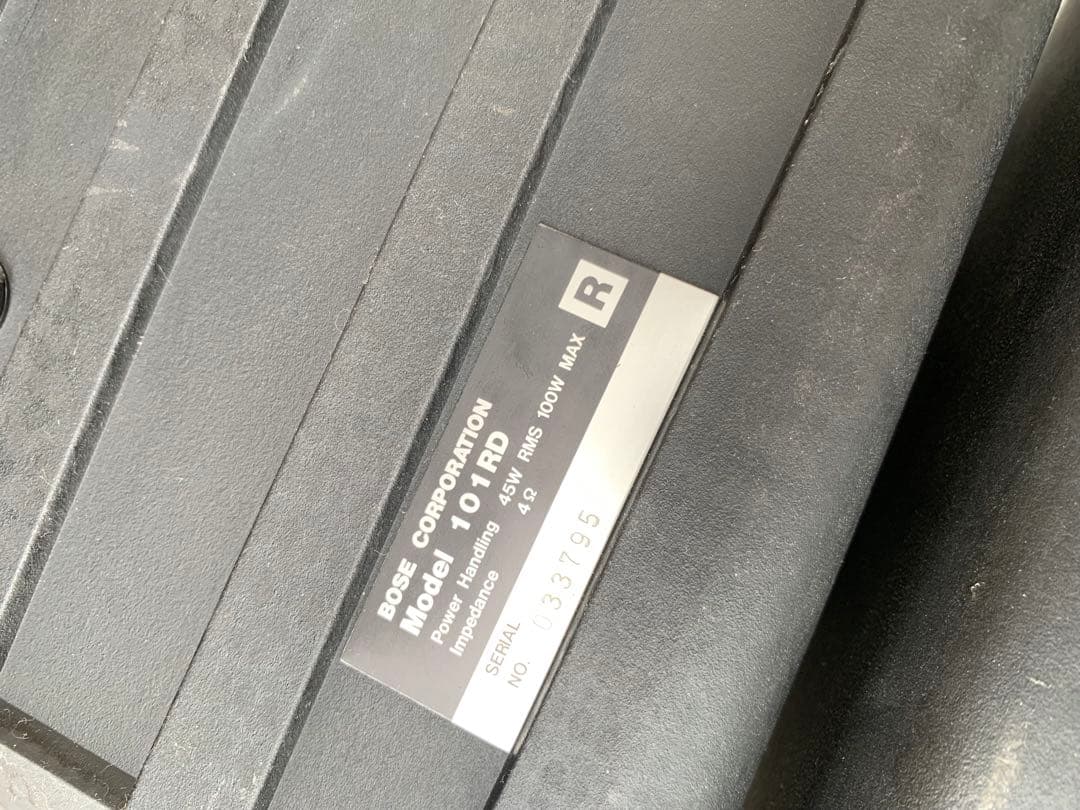 BOSE CORPORATION
Model 101RD
Power Handling 45W RMS 100W MAX
Impedance 4Ω
R
SERIAL
NO. 033795